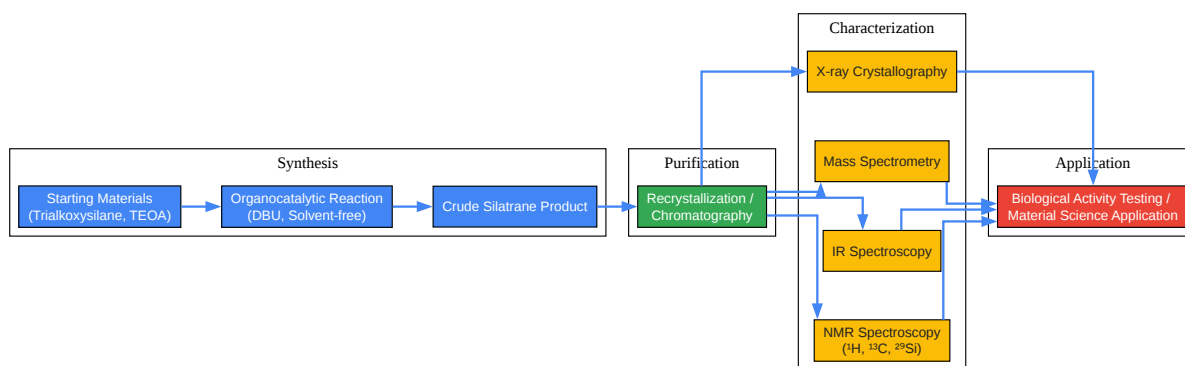 Characterization
X-ray Crystallography
Synthesis
Purification
Mass Spectrometry
Application
Starting Materials
(Trialkoxysilane, TEOA)
Organocatalytic Reaction
(DBU, Solvent-free)
Crude Silatrane Product
Recrystallization /
Chromatography
Biological Activity Testing /
Material Science Application
IR Spectroscopy
NMR Spectroscopy
(¹H, ¹³C, ²⁹Si)